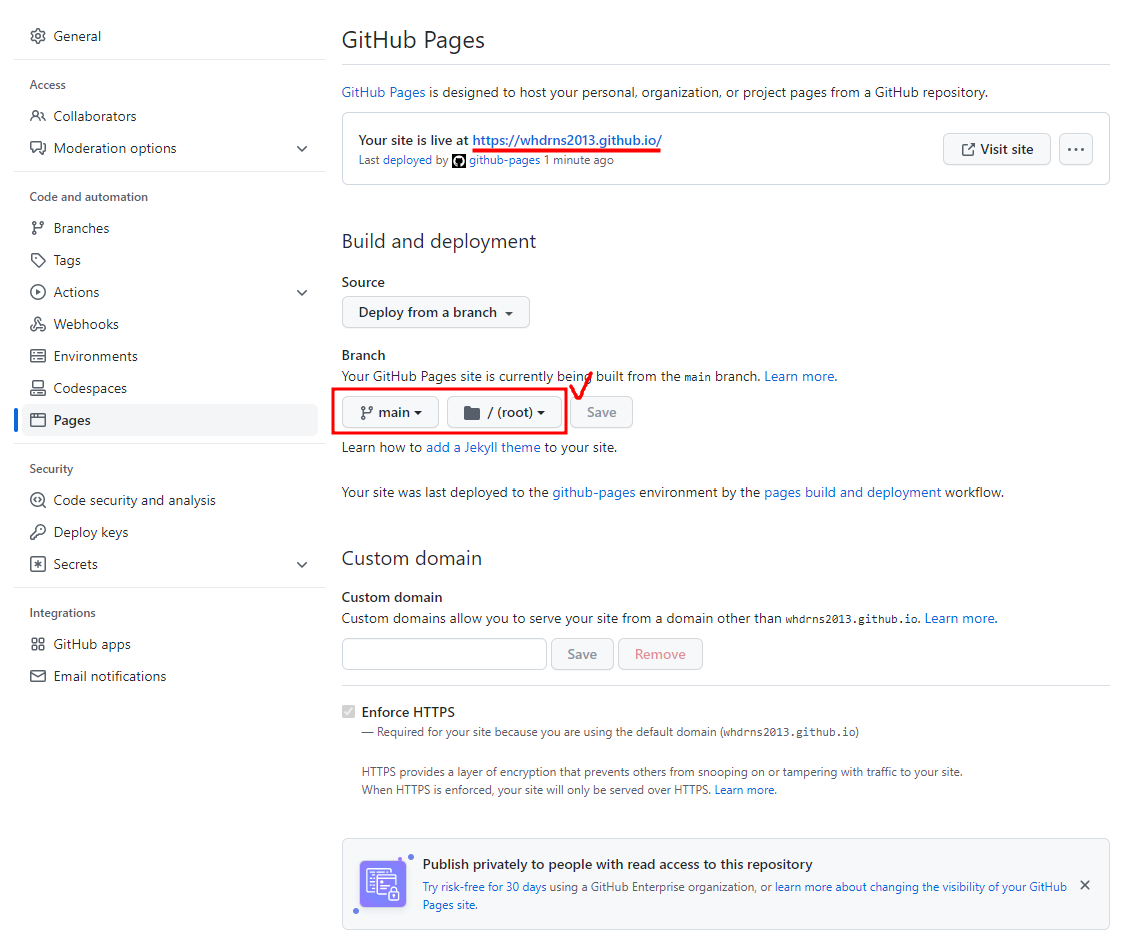 General
Access
Collaborators
Moderation options
Code and automation
Branches
Tags
Actions
Webhooks
Environments
Codespaces
Pages
Security
Code security and analysis
Deploy keys
Secrets
Integrations
GitHub apps
Email notifications
GitHub Pages
GitHub Pages is designed to host your personal, organization, or project pages from a GitHub repository.
Your site is live at https://whdrns2013.github.io/
Last deployed by github-pages 1 minute ago
Visit site
Build and deployment
Source
Deploy from a branch
Branch
Your GitHub Pages site is currently being built from the main branch. Learn more.
main / (root) Save
Learn how to add a Jekyll theme to your site.
Your site was last deployed to the github-pages environment by the pages build and deployment workflow.
Custom domain
Custom domain
Custom domains allow you to serve your site from a domain other than whdrns2013.github.io. Learn more.
Save Remove
Enforce HTTPS
— Required for your site because you are using the default domain (whdrns2013.github.io)
HTTPS provides a layer of encryption that prevents others from snooping on or tampering with traffic to your site.
When HTTPS is enforced, your site will only be served over HTTPS. Learn more.
Publish privately to people with read access to this repository
Try risk-free for 30 days using a GitHub Enterprise organization, or learn more about changing the visibility of your GitHub
Pages site.